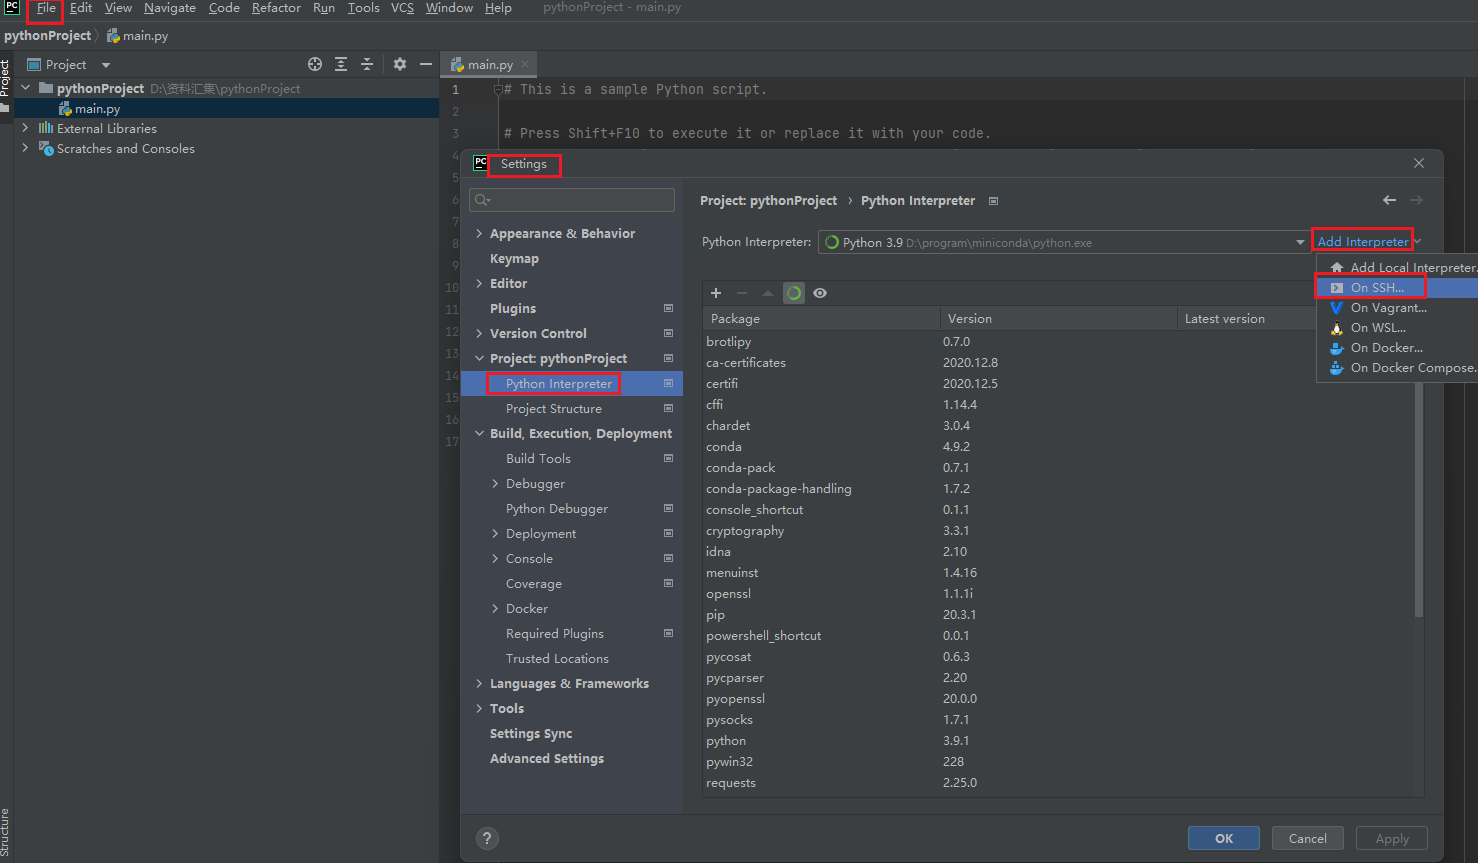 PC File Edit View Navigate Code Refactor Run Tools VCS Window Help pythonProject - main.py
pythonProject main.py
Project
Project
main.py
pythonProject D:\资料汇集\pythonProject
main.py
External Libraries
Scratches and Consoles
Structure
1 # This is a sample Python script.
2
3 # Press Shift+F10 to execute it or replace it with your code.
4
5
6
7
8
9
10
11
12
13
14
15
16
17
PC Settings
Appearance & Behavior
Keymap
Editor
Plugins
Version Control
Project: pythonProject
Python Interpreter
Project Structure
Build, Execution, Deployment
Build Tools
Debugger
Python Debugger
Deployment
Console
Coverage
Docker
Required Plugins
Trusted Locations
Languages & Frameworks
Tools
Settings Sync
Advanced Settings
Project: pythonProject › Python Interpreter
Python Interpreter: Python 3.9 D:\program\miniconda\python.exe Add Interpreter
Add Local Interpreter.
On SSH...
On Vagrant...
On WSL...
On Docker...
On Docker Compose.
Package Version Latest version
brotlipy 0.7.0
ca-certificates 2020.12.8
certifi 2020.12.5
cffi 1.14.4
chardet 3.0.4
conda 4.9.2
conda-pack 0.7.1
conda-package-handling 1.7.2
console_shortcut 0.1.1
cryptography 3.3.1
idna 2.10
menuinst 1.4.16
openssl 1.1.1i
pip 20.3.1
powershell_shortcut 0.0.1
pycosat 0.6.3
pycparser 2.20
pyopenssl 20.0.0
pysocks 1.7.1
python 3.9.1
pywin32 228
requests 2.25.0
? OK Cancel Apply